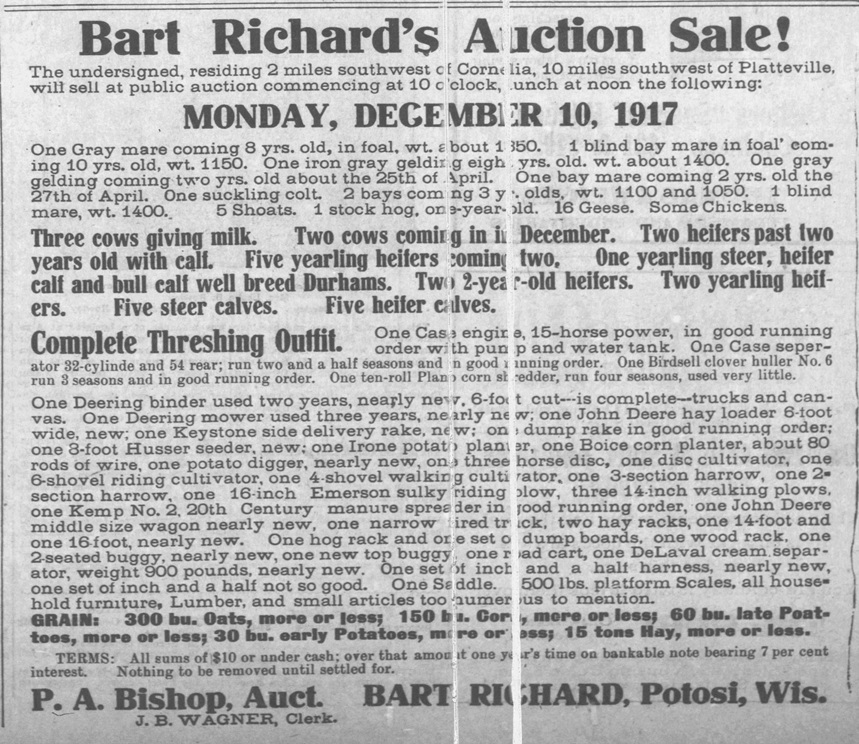 Bart Richard's Auction Sale!
The undersigned, residing 2 miles southwest of Cornelia, 10 miles southwest of Platteville,
will sell at public auction commencing at 10 o'clock, lunch at noon the following:
MONDAY, DECEMBER 10, 1917
One Gray mare coming 8 yrs. old, in foal, wt. about 1350. 1 blind bay mare in foal' com-
ing 10 yrs. old, wt. 1150. One iron gray gelding eigh yrs. old. wt. about 1400. One gray
gelding coming two yrs. old about the 25th of April. One bay mare coming 2 yrs. old the
27th of April. One suckling colt. 2 bays coming 3 yr. olds, wt. 1100 and 1050. 1 blind
mare, wt. 1400. 5 Shoats. 1 stock hog, one-year-old. 16 Geese. Some Chickens.
Three cows giving milk. Two cows coming in in December. Two heifers past two
years old with calf. Five yearling heifers coming two. One yearling steer, heifer
calf and bull calf well breed Durhams. Two 2-year-old heifers. Two yearling heif-
ers. Five steer calves. Five heifer calves.
Complete Threshing Outfit. One Case engine, 15-horse power, in good running
order with pump and water tank. One Case seper-
ator 32-cylinde and 54 rear; run two and a half seasons and in good running order. One Birdsell clover huller No. 6
run 3 seasons and in good running order. One ten-roll Plano corn shredder, run four seasons, used very little.
One Deering binder used two years, nearly new, 6-foot cut---is complete--trucks and can-
vas. One Deering mower used three years, nearly new; one John Deere hay loader 6-foot
wide, new; one Keystone side delivery rake, new; one dump rake in good running order;
one 8-foot Husser seeder, new; one Irone potato planter, one Boice corn planter, about 80
rods of wire, one potato digger, nearly new, one three horse disc, one disc cultivator, one
6-shovel riding cultivator, one 4-shovel walking cultivator, one 3-section harrow, one 2-
section harrow, one 16-inch Emerson sulky riding plow, three 14-inch walking plows,
one Kemp No. 2, 20th Century manure spreader in good running order, one John Deere
middle size wagon nearly new, one narrow tired truck, two hay racks, one 14-foot and
one 16-foot, nearly new. One hog rack and one set of dump boards, one wood rack, one
2-seated buggy, nearly new, one new top buggy, one road cart, one DeLaval cream separ-
ator, weight 900 pounds, nearly new. One set of inch and a half harness, nearly new,
one set of inch and a half not so good. One Saddle. 500 lbs. platform Scales, all house-
hold furniture, Lumber, and small articles too numerous to mention.
GRAIN: 300 bu. Oats, more or less; 150 bu. Corn, more or less; 60 bu. late Poat-
toes, more or less; 30 bu. early Potatoes, more or less; 15 tons Hay, more or less.
TERMS: All sums of $10 or under cash; over that amount one year's time on bankable note bearing 7 per cent
interest. Nothing to be removed until settled for.
P. A. Bishop, Auct. BART RICHARD, Potosi, Wis.
J. B. WAGNER, Clerk.